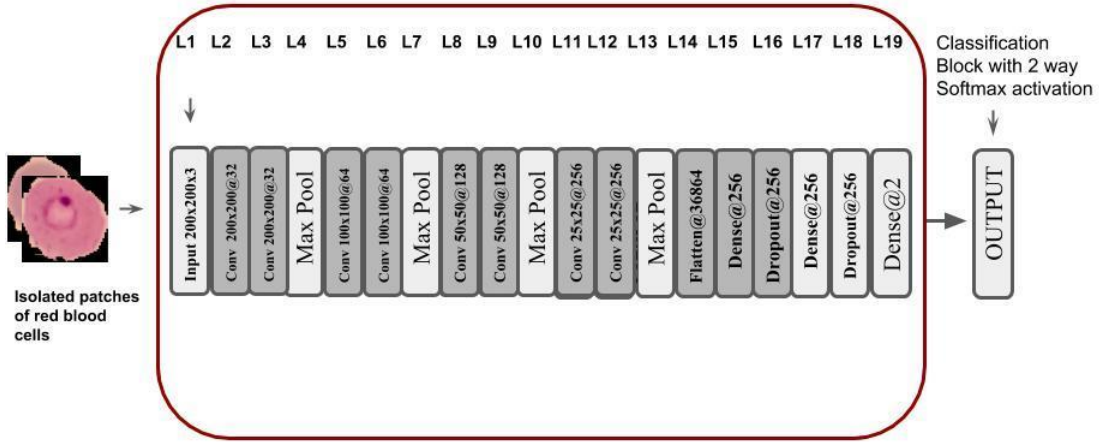 L1 L2 L3 L4 L5 L6 L7 L8 L9 L10 L11 L12 L13 L14 L15 L16 L17 L18 L19
Classification
Block with 2 way
Softmax activation
Isolated patches
of red blood
cells
Input 200x200x3
Conv 200x200@32
Conv 200x200@32
Max Pool
Conv 100x100@64
Conv 100x100@64
Max Pool
Conv 50x50@128
Conv 50x50@128
Max Pool
Conv 25x25@256
Conv 25x25@256
Max Pool
Flatten@36864
Dense@256
Dropout@256
Dense@256
Dropout@256
Dense@2
OUTPUT